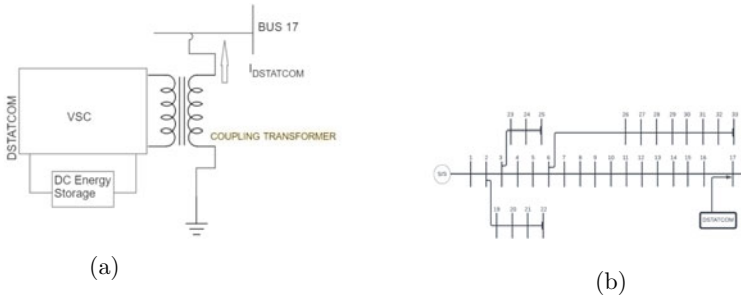 BUS 17
I DSTATCOM
DSTATCOM
VSC
COUPLING TRANSFORMER
DC Energy
Storage
(a)
23 24 25
26 27 28 29 30 31 32 33
S/S
1 2 3 4 5 6 7 8 9 10 11 12 13 14 15 16 17
19 20 21 22
DSTATCOM
(b)